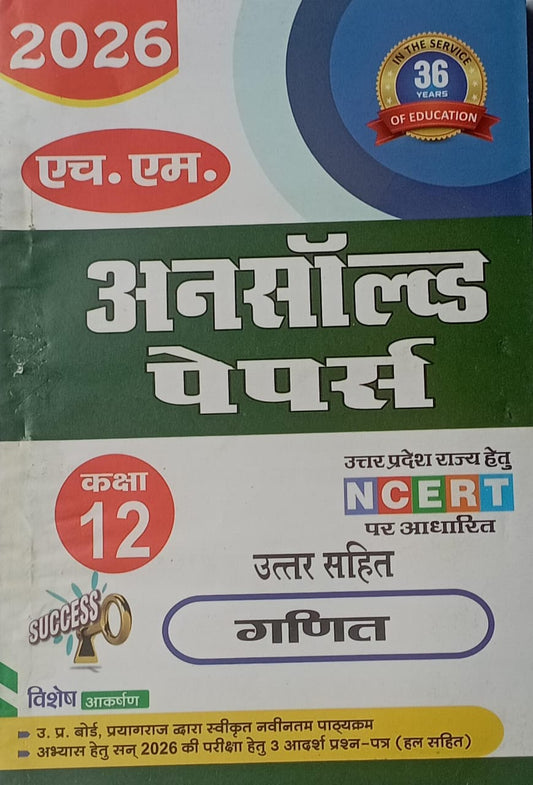 2026
IN THE SERVICE
36
YEARS
OF EDUCATION
एच. एम.
अनसॉल्व्ड
पेपर्स
कक्षा
12
उत्तर प्रदेश राज्य हेतु
NCERT
पर आधारित
उत्तर सहित
SUCCESS
गणित
विशेष आकर्षण
उ. प्र. बोर्ड, प्रयागराज द्वारा स्वीकृत नवीनतम पाठ्यक्रम
अभ्यास हेतु सन् 2026 की परीक्षा हेतु 3 आदर्श प्रश्न-पत्र (हल सहित)